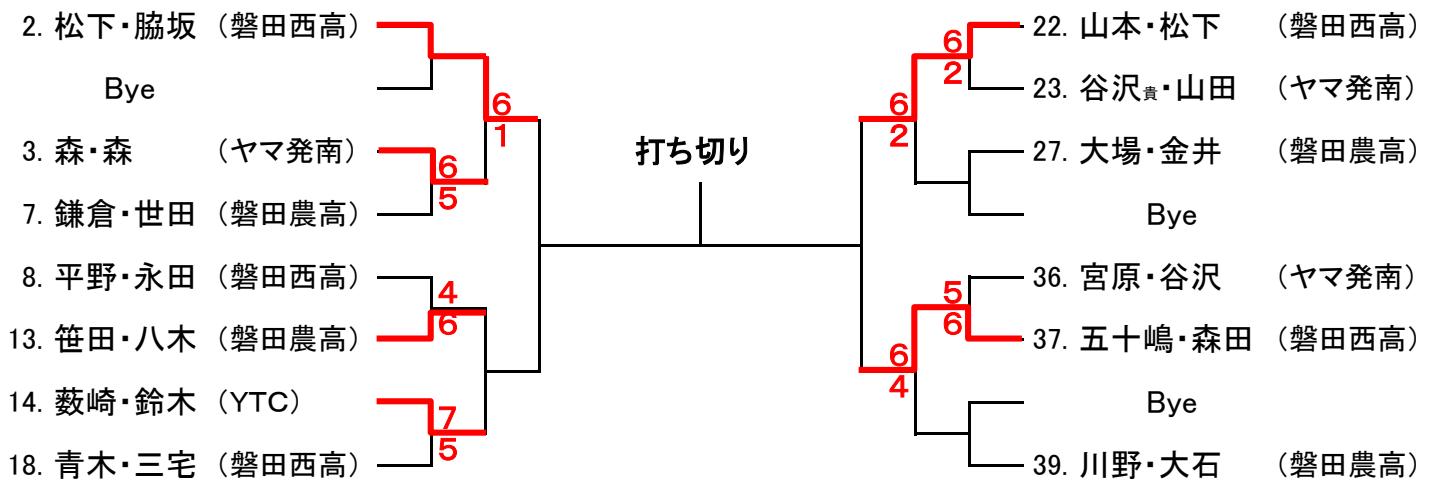 2. 松下・脇坂 (磐田西高)
Bye
3. 森・森 (ヤマ発南)
7. 鎌倉・世田 (磐田農高)
8. 平野・永田 (磐田西高)
13. 笹田・八木 (磐田農高)
14. 薮崎・鈴木 (YTC)
18. 青木・三宅 (磐田西高)
6
1
6
5
4
6
7
5
打ち切り
6
2
6
2
5
6
6
4
22. 山本・松下 (磐田西高)
23. 谷沢貴・山田 (ヤマ発南)
27. 大場・金井 (磐田農高)
Bye
36. 宮原・谷沢 (ヤマ発南)
37. 五十嶋・森田 (磐田西高)
Bye
39. 川野・大石 (磐田農高)